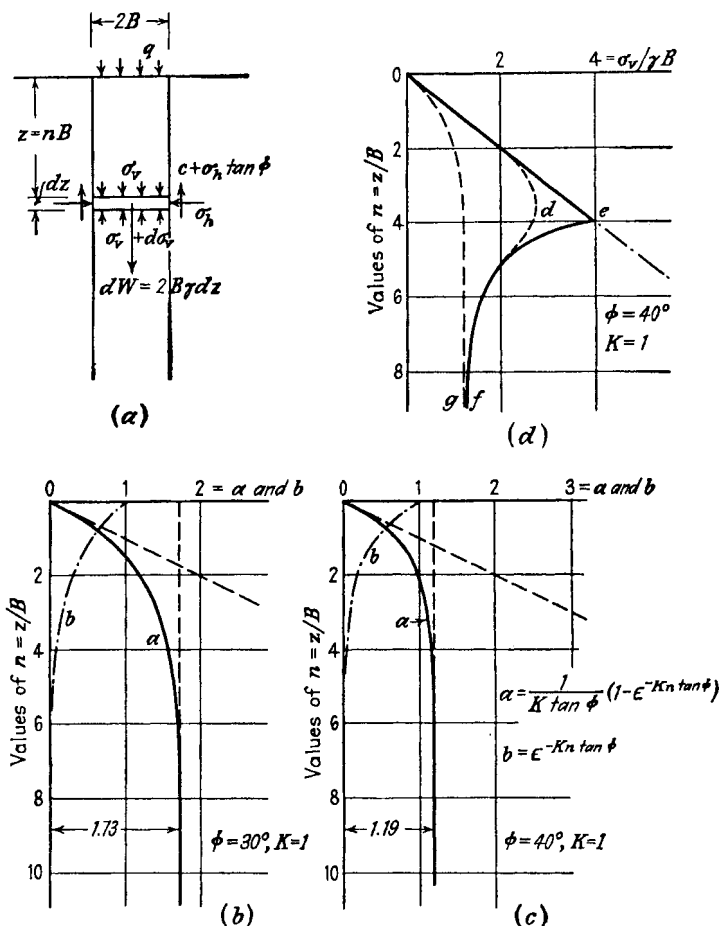 2B
q
z=nB
dz
σᵥ
c+σₕ tan ϕ
σₕ
σᵥ+dσᵥ
dW=2Bγdz
(a)
0 2 4=σᵥ/γB
0
2
4
6
8
Values of n=z/B
d
e
g f
ϕ=40°
K=1
(d)
0 1 2=a and b
2
4
6
8
10
Values of n=z/B
b
a
1.73
ϕ=30°, K=1
(b)
0 1 2 3=a and b
2
4
6
8
10
Values of n=z/B
b
a
a=1/(K tan ϕ)(1-ε^-Kn tan ϕ)
b=ε^-Kn tan ϕ
1.19
ϕ=40°, K=1
(c)